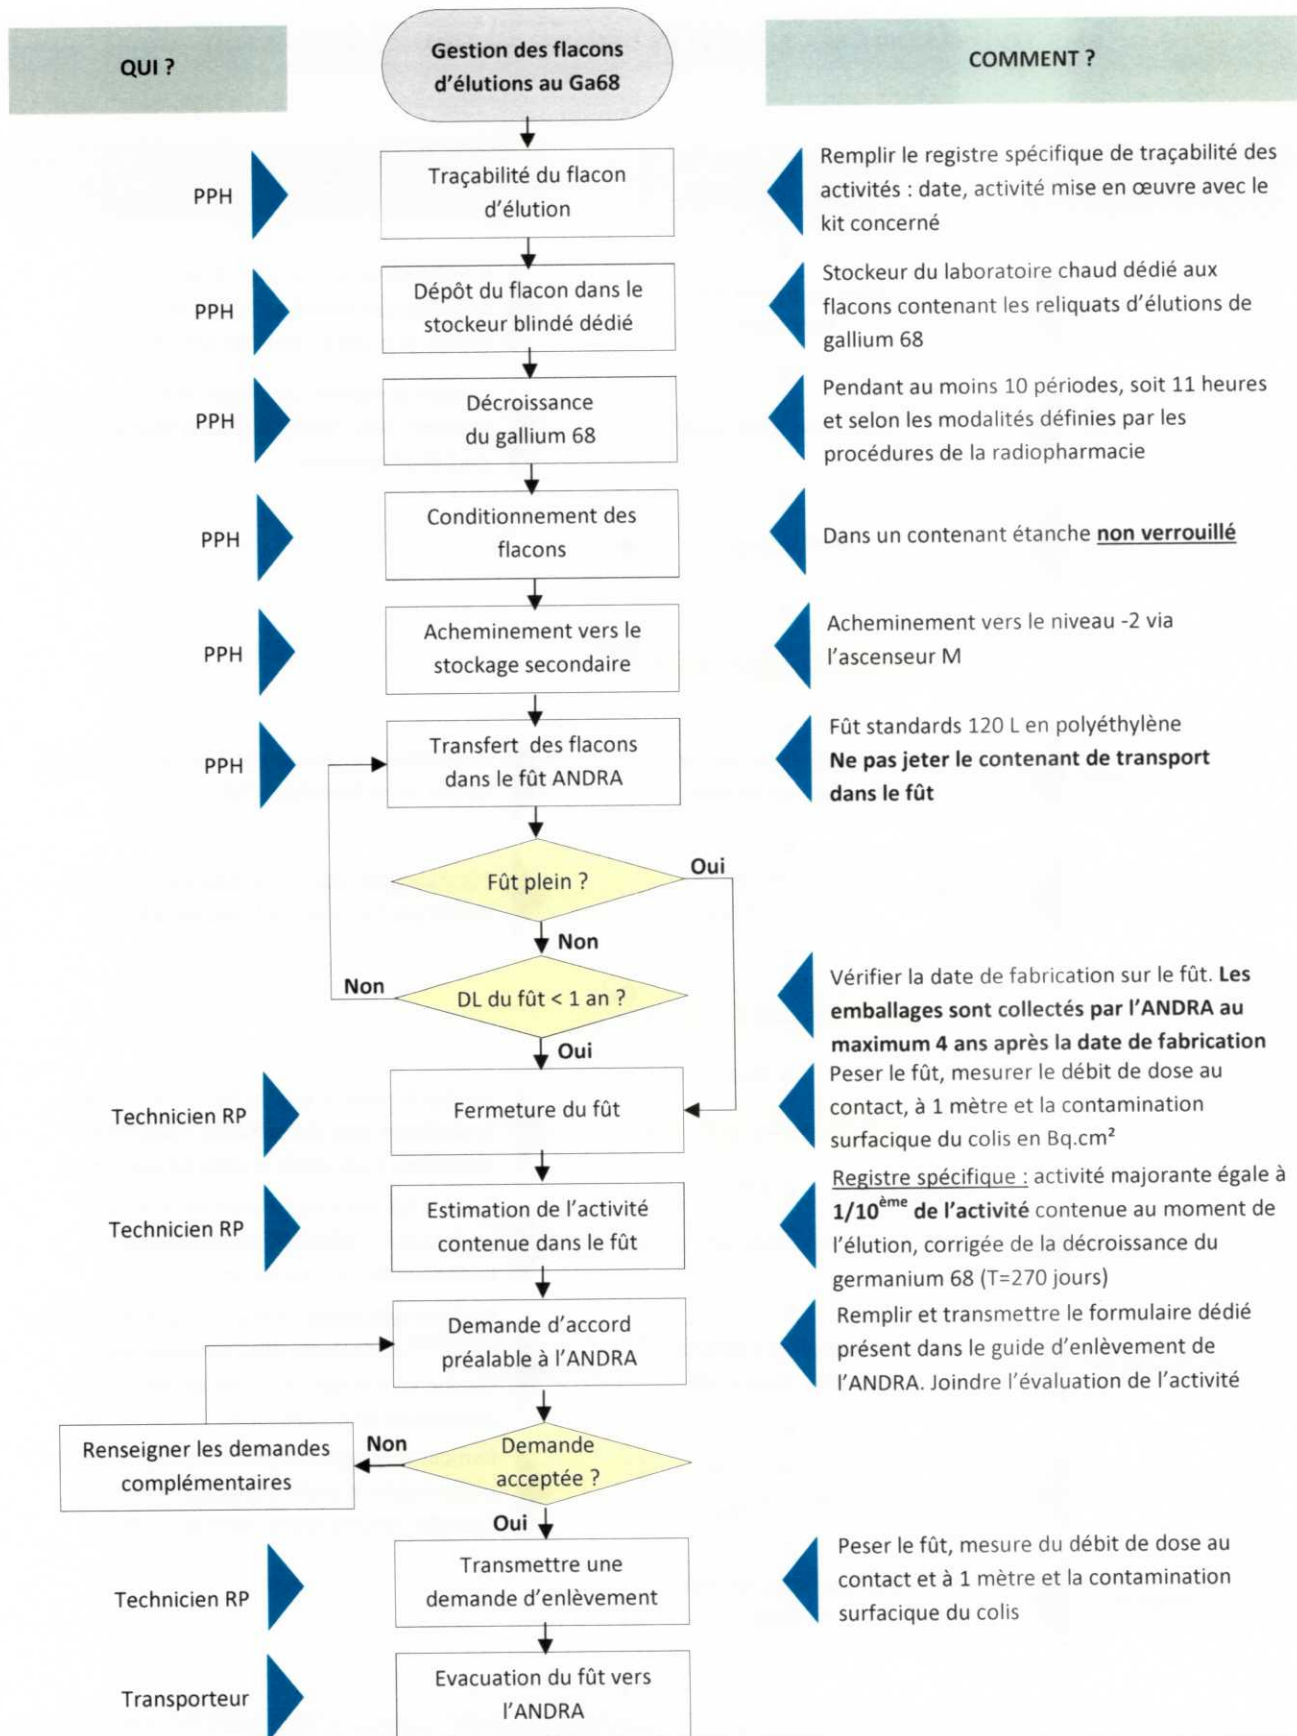 QUI ?
Gestion des flacons
d'élutions au Ga68
COMMENT ?
PPH
Traçabilité du flacon
d'élution
Remplir le registre spécifique de traçabilité des
activités : date, activité mise en œuvre avec le
kit concerné
PPH
Dépôt du flacon dans le
stockeur blindé dédié
Stockeur du laboratoire chaud dédié aux
flacons contenant les reliquats d'élutions de
gallium 68
PPH
Décroissance
du gallium 68
Pendant au moins 10 périodes, soit 11 heures
et selon les modalités définies par les
procédures de la radiopharmacie
PPH
Conditionnement des
flacons
Dans un contenant étanche non verrouillé
PPH
Acheminement vers le
stockage secondaire
Acheminement vers le niveau -2 via
l'ascenseur M
PPH
Transfert des flacons
dans le fût ANDRA
Fût standards 120 L en polyéthylène
Ne pas jeter le contenant de transport
dans le fût
Fût plein ?
Oui
Non
Non
DL du fût < 1 an ?
Oui
Vérifier la date de fabrication sur le fût. Les
emballages sont collectés par l'ANDRA au
maximum 4 ans après la date de fabrication
Technicien RP
Fermeture du fût
Peser le fût, mesurer le débit de dose au
contact, à 1 mètre et la contamination
surfacique du colis en Bq.cm²
Technicien RP
Estimation de l'activité
contenue dans le fût
Registre spécifique : activité majorante égale à
1/10ème de l'activité contenue au moment de
l'élution, corrigée de la décroissance du
germanium 68 (T=270 jours)
Demande d'accord
préalable à l'ANDRA
Remplir et transmettre le formulaire dédié
présent dans le guide d'enlèvement de
l'ANDRA. Joindre l'évaluation de l'activité
Renseigner les demandes
complémentaires
Non
Demande
acceptée ?
Oui
Technicien RP
Transmettre une
demande d'enlèvement
Peser le fût, mesure du débit de dose au
contact et à 1 mètre et la contamination
surfacique du colis
Transporteur
Evacuation du fût vers
l'ANDRA